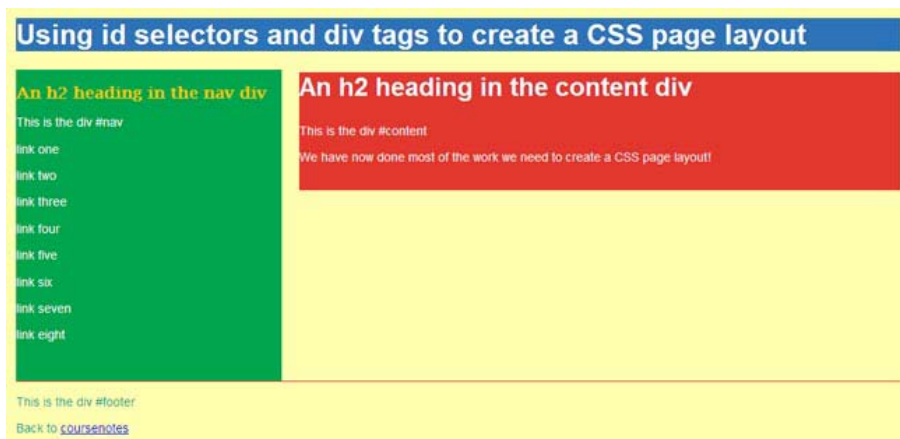 Using id selectors and div tags to create a CSS page layout
An h2 heading in the nav div
This is the div #nav
link one
link two
link three
link four
link five
link six
link seven
link eight
An h2 heading in the content div
This is the div #content
We have now done most of the work we need to create a CSS page layout!
This is the div #footer
Back to coursenotes